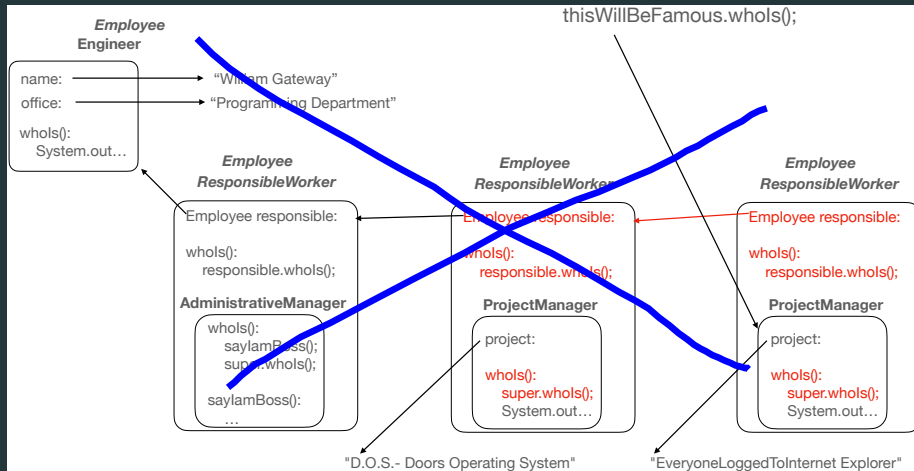 thisWillBeFamous.whoIs();
Employee
Engineer
name:
"William Gateway"
office:
"Programming Department"
whoIs():
System.out…
Employee
ResponsibleWorker
Employee responsible:
whoIs():
responsible.whoIs();
AdministrativeManager
whoIs():
sayIamBoss();
super.whoIs();
sayIamBoss():
…
Employee
ResponsibleWorker
Employee responsible:
whoIs():
responsible.whoIs();
ProjectManager
project:
whoIs():
super.whoIs();
System.out…
"D.O.S.- Doors Operating System"
Employee
ResponsibleWorker
Employee responsible:
whoIs():
responsible.whoIs();
ProjectManager
project:
whoIs():
super.whoIs();
System.out…
"EveryoneLoggedToInternet Explorer"